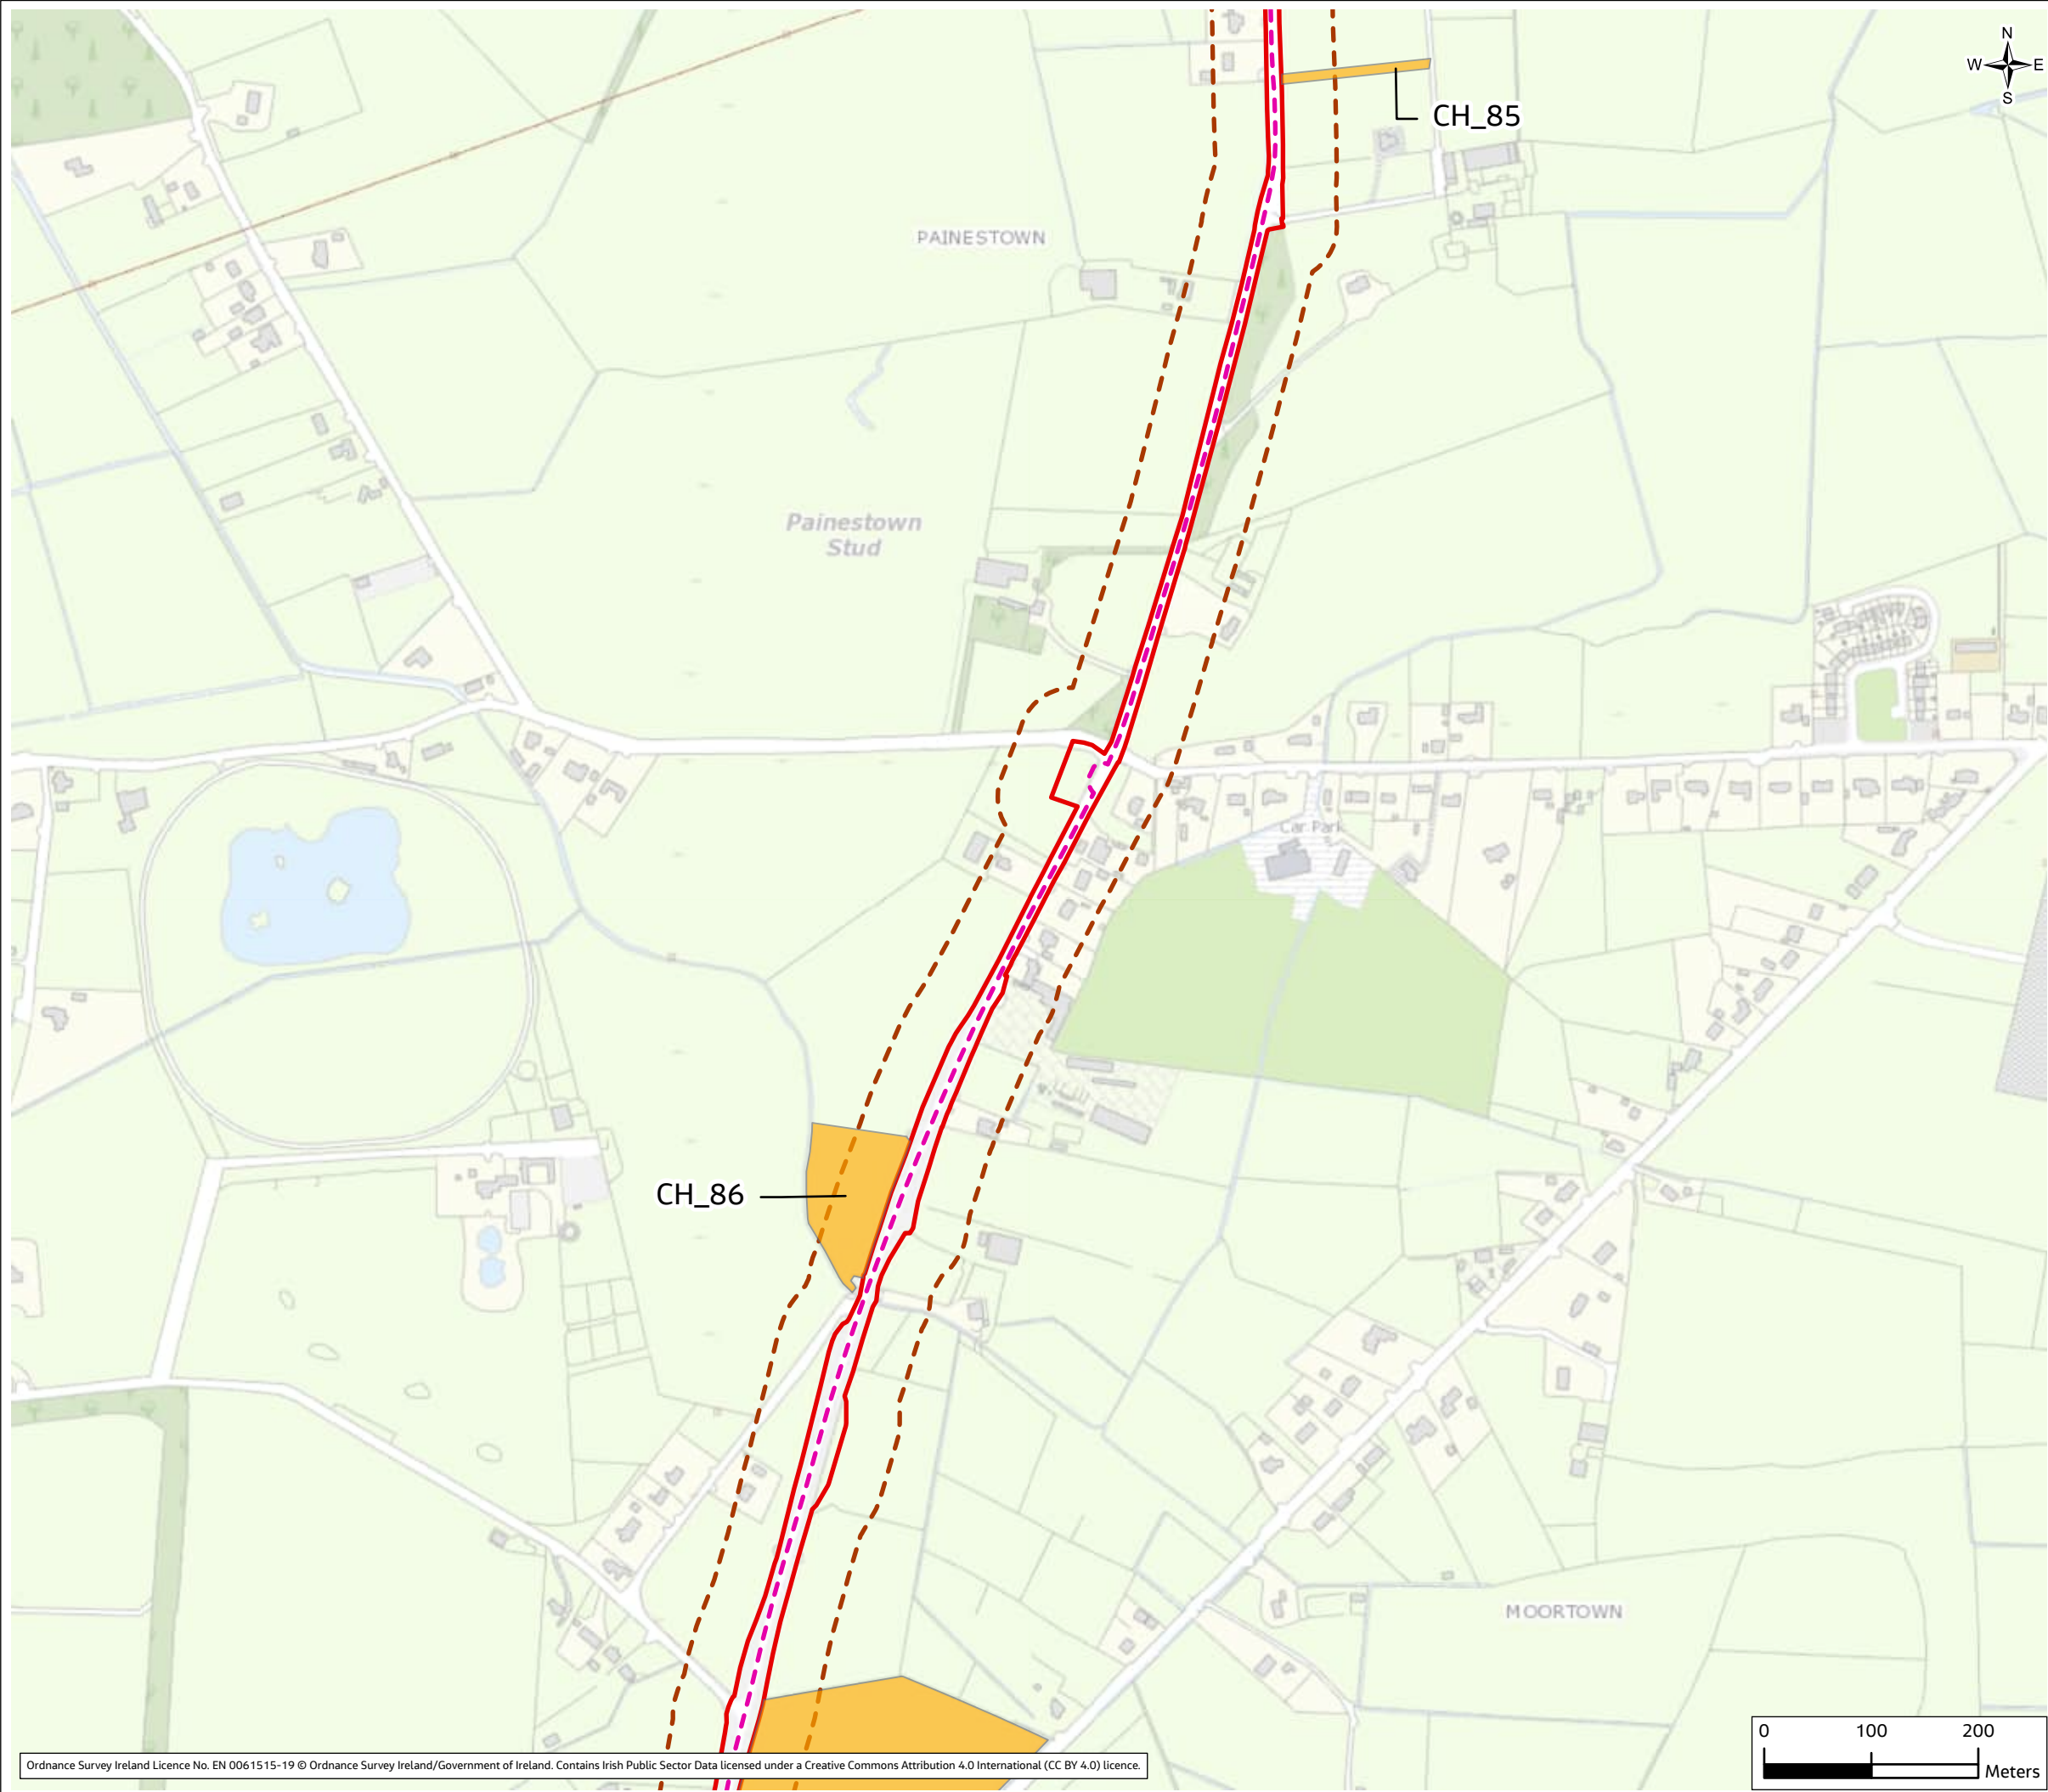 N
W E
S
CH_85
PAINESTOWN
Painestown
Stud
Car Park
CH_86
MOORTOWN
0 100 200
Meters
Ordnance Survey Ireland Licence No. EN 0061515-19 © Ordnance Survey Ireland/Government of Ireland. Contains Irish Public Sector Data licensed under a Creative Commons Attribution 4.0 International (CC BY 4.0) licence.